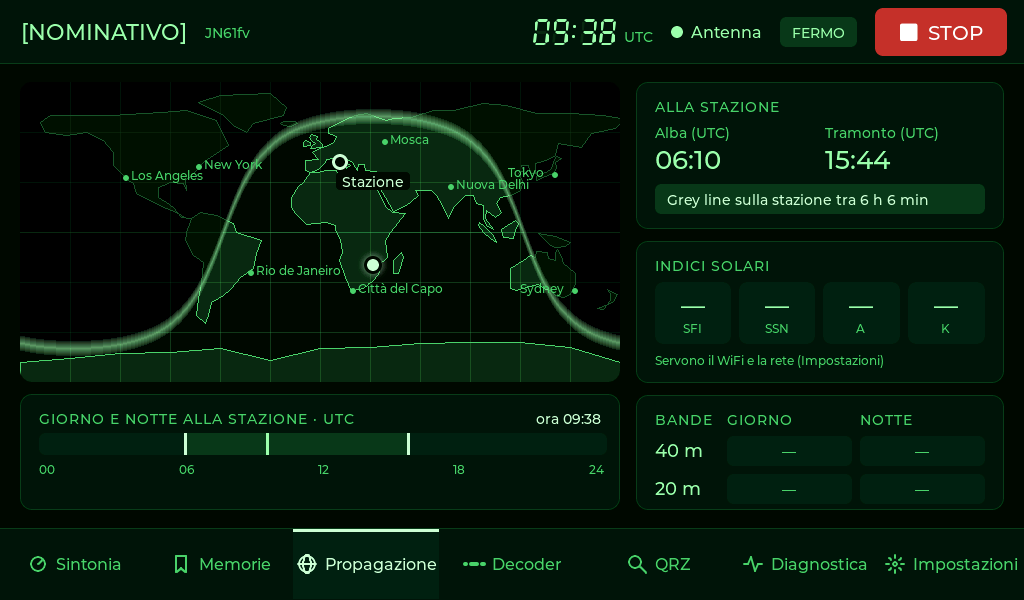 [NOMINATIVO] JN61fv 09:38 UTC Antenna FERMO STOP
Mosca
New York
Los Angeles
Stazione
Tokyo
Nuova Delhi
Rio de Janeiro
Città del Capo
Sydney
ALLA STAZIONE
Alba (UTC) Tramonto (UTC)
06:10 15:44
Grey line sulla stazione tra 6 h 6 min
INDICI SOLARI
— — — —
SFI SSN A K
Servono il WiFi e la rete (Impostazioni)
GIORNO E NOTTE ALLA STAZIONE · UTC ora 09:38
00 06 12 18 24
BANDE GIORNO NOTTE
40 m — —
20 m — —
Sintonia Memorie Propagazione Decoder QRZ Diagnostica Impostazioni